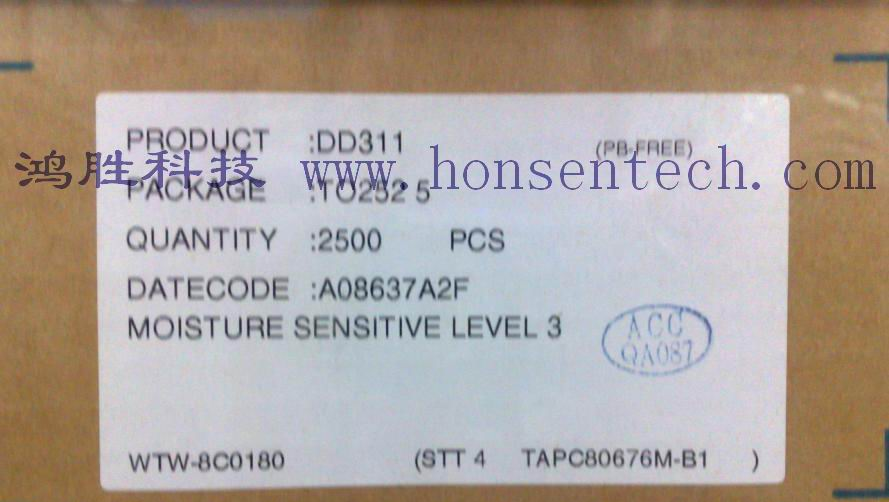 PRODUCT :DD311 (PB-FREE)
鸿胜科技 www.honsentech.com
PACKAGE :TO252 5
QUANTITY :2500 PCS
DATECODE :A08637A2F
MOISTURE SENSITIVE LEVEL 3
ACC
QA087
WTW-8C0180 (STT 4 TAPC80676M-B1 )